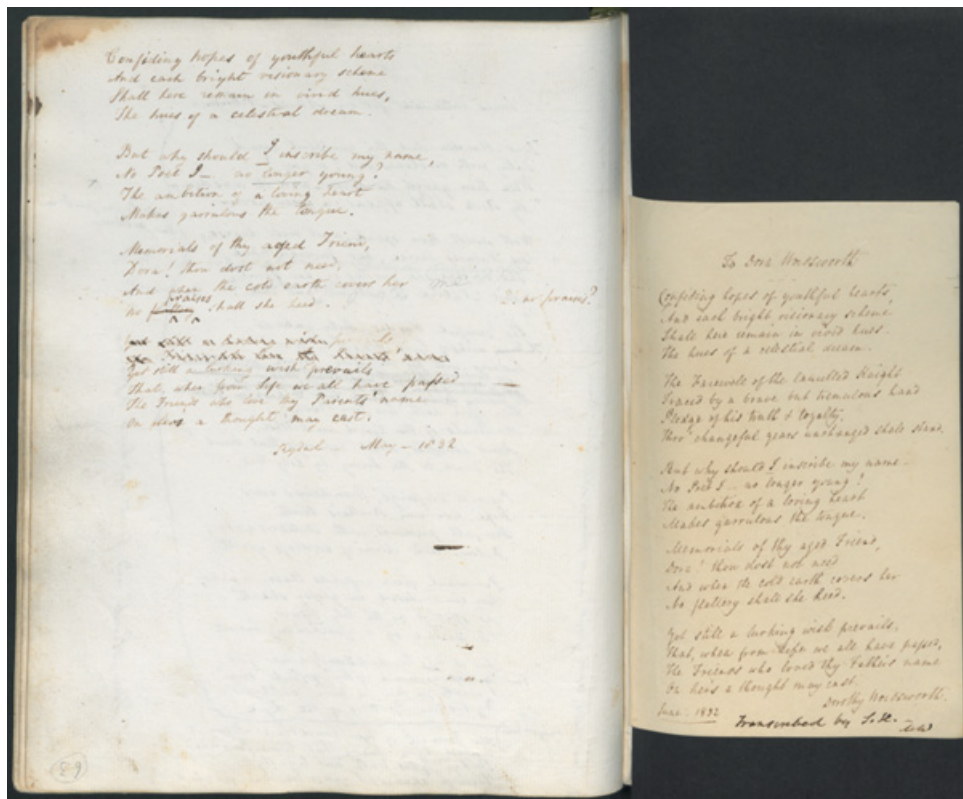 Confiding hopes of youthful hearts
And each bright visionary scheme
Shall here remain in vivid hues,
The hues of a celestial dream.
But why should I inscribe my name,
No Poet I — no longer young?
The ambition of a loving heart
Makes garrulous the tongue.
Memorials of thy aged Friend,
Dora! thou dost not need,
And when the cold earth covers her
praises
No flattery shall she heed.
no praises?
Yet still a lurking wish prevails
That, when from life we all have passed
The Friends who love thy Parents' name
On hers a thought may cast.
Rydal — May — 1832
To Dora Wordsworth
Confiding hopes of youthful hearts,
And each bright visionary scheme
Shall here remain in vivid hues
The hues of a celestial dream.
The Farewell of the Laurelled Knight
Traced by a brave but tremulous hand
Pledge of his truth & loyalty,
Thro' changeful years unchanged shall stand.
But why should I inscribe my name —
No Poet I — no longer young?
The ambition of a loving heart
Makes garrulous the tongue.
Memorials of thy aged Friend,
Dora! thou dost not need
And when the cold earth covers her
No flattery shall she heed.
Yet still a lurking wish prevails,
That, when from Life we all have passed,
The Friends who loved thy Father's name
On her's a thought may cast.
Dorothy Wordsworth.
June. 1832
Transcribed by S.H. —